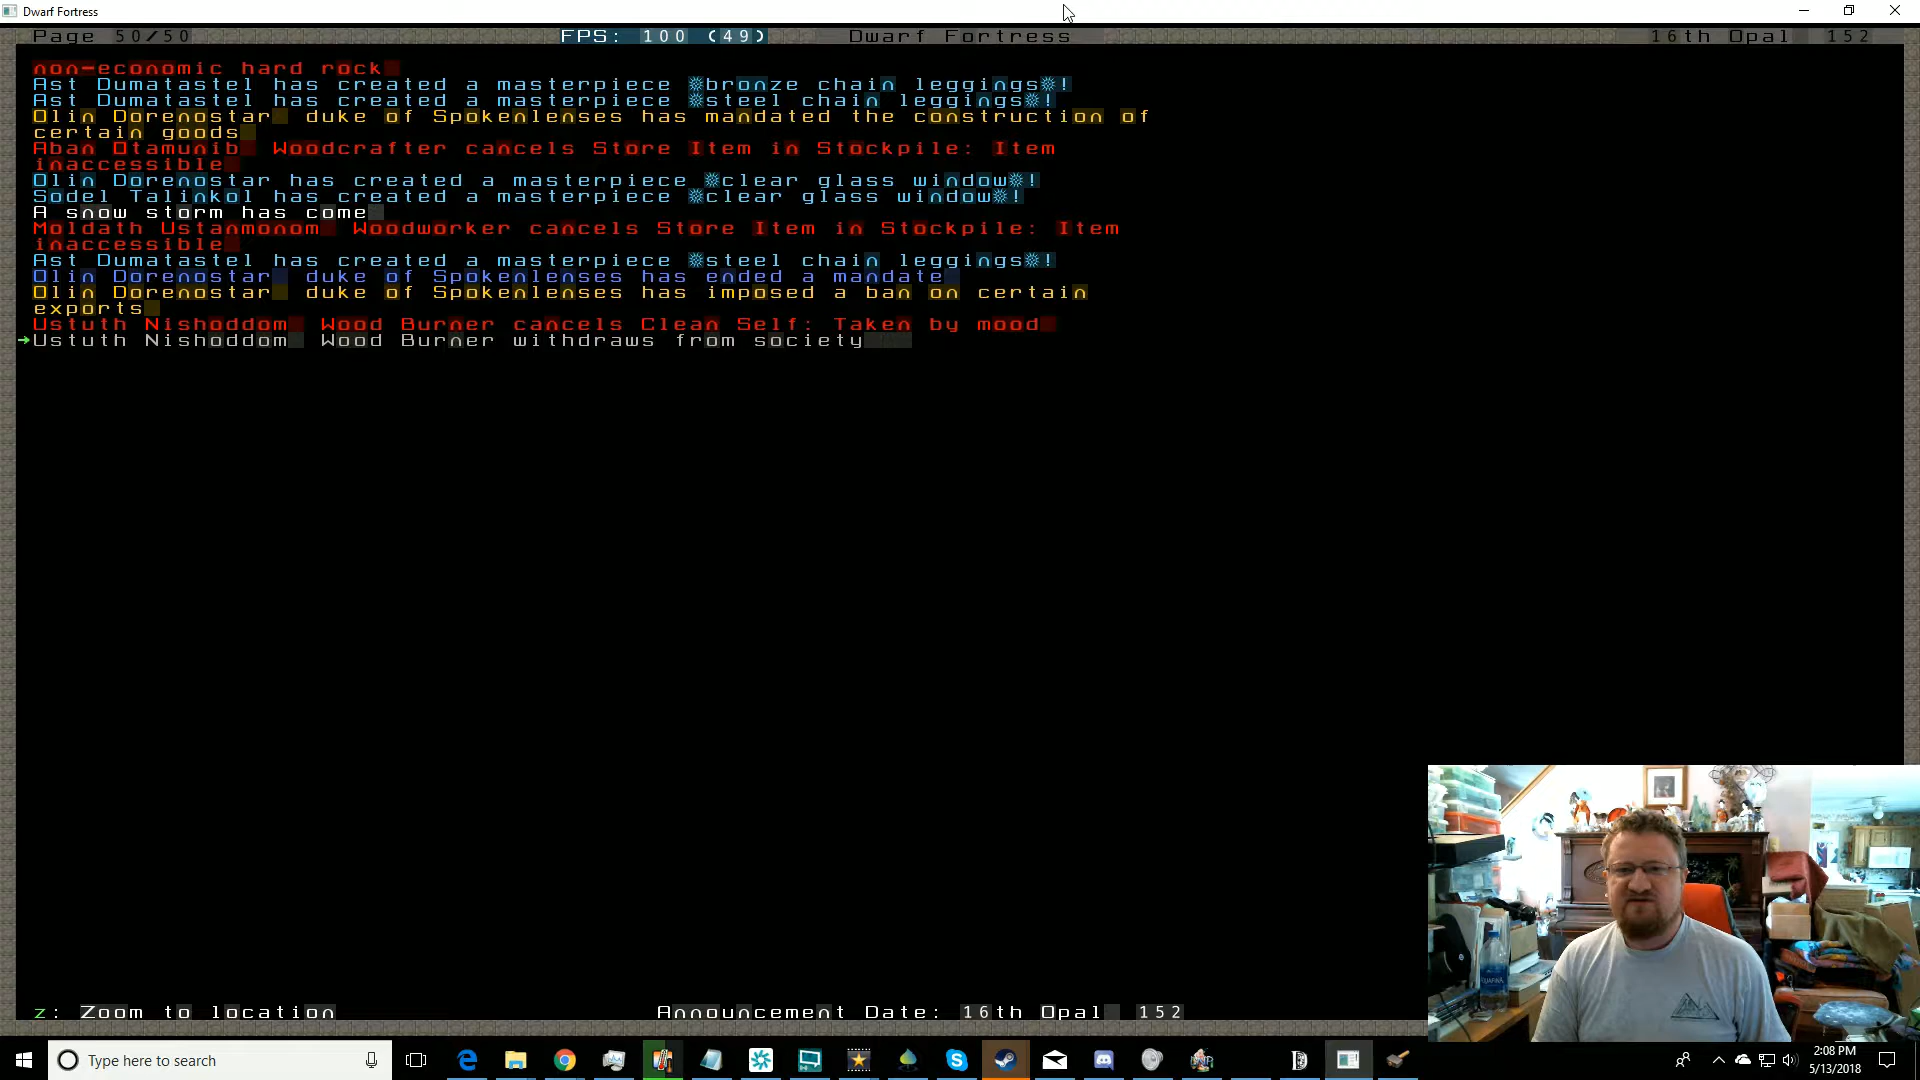 Dwarf Fortress
Page 50/50 FPS: 100 (49) Dwarf Fortress 16th Opal 152
non-economic hard rock
Ast Dumatastel has created a masterpiece ☼bronze chain leggings☼!
Ast Dumatastel has created a masterpiece ☼steel chain leggings☼!
Olin Dorenostar duke of Spokenlenses has mandated the construction of
certain goods
Aban Otamunib Woodcrafter cancels Store Item in Stockpile: Item
inaccessible
Olin Dorenostar has created a masterpiece ☼clear glass window☼!
Sodel Talinkol has created a masterpiece ☼clear glass window☼!
A snow storm has come
Moldath Ustanmonom Woodworker cancels Store Item in Stockpile: Item
inaccessible
Ast Dumatastel has created a masterpiece ☼steel chain leggings☼!
Olin Dorenostar duke of Spokenlenses has ended a mandate
Olin Dorenostar duke of Spokenlenses has imposed a ban on certain
exports
Ustuth Nishoddom Wood Burner cancels Clean Self: Taken by mood
→Ustuth Nishoddom Wood Burner withdraws from society
z: Zoom to location Announcement Date: 16th Opal 152
Type here to search
2:08 PM
5/13/2018